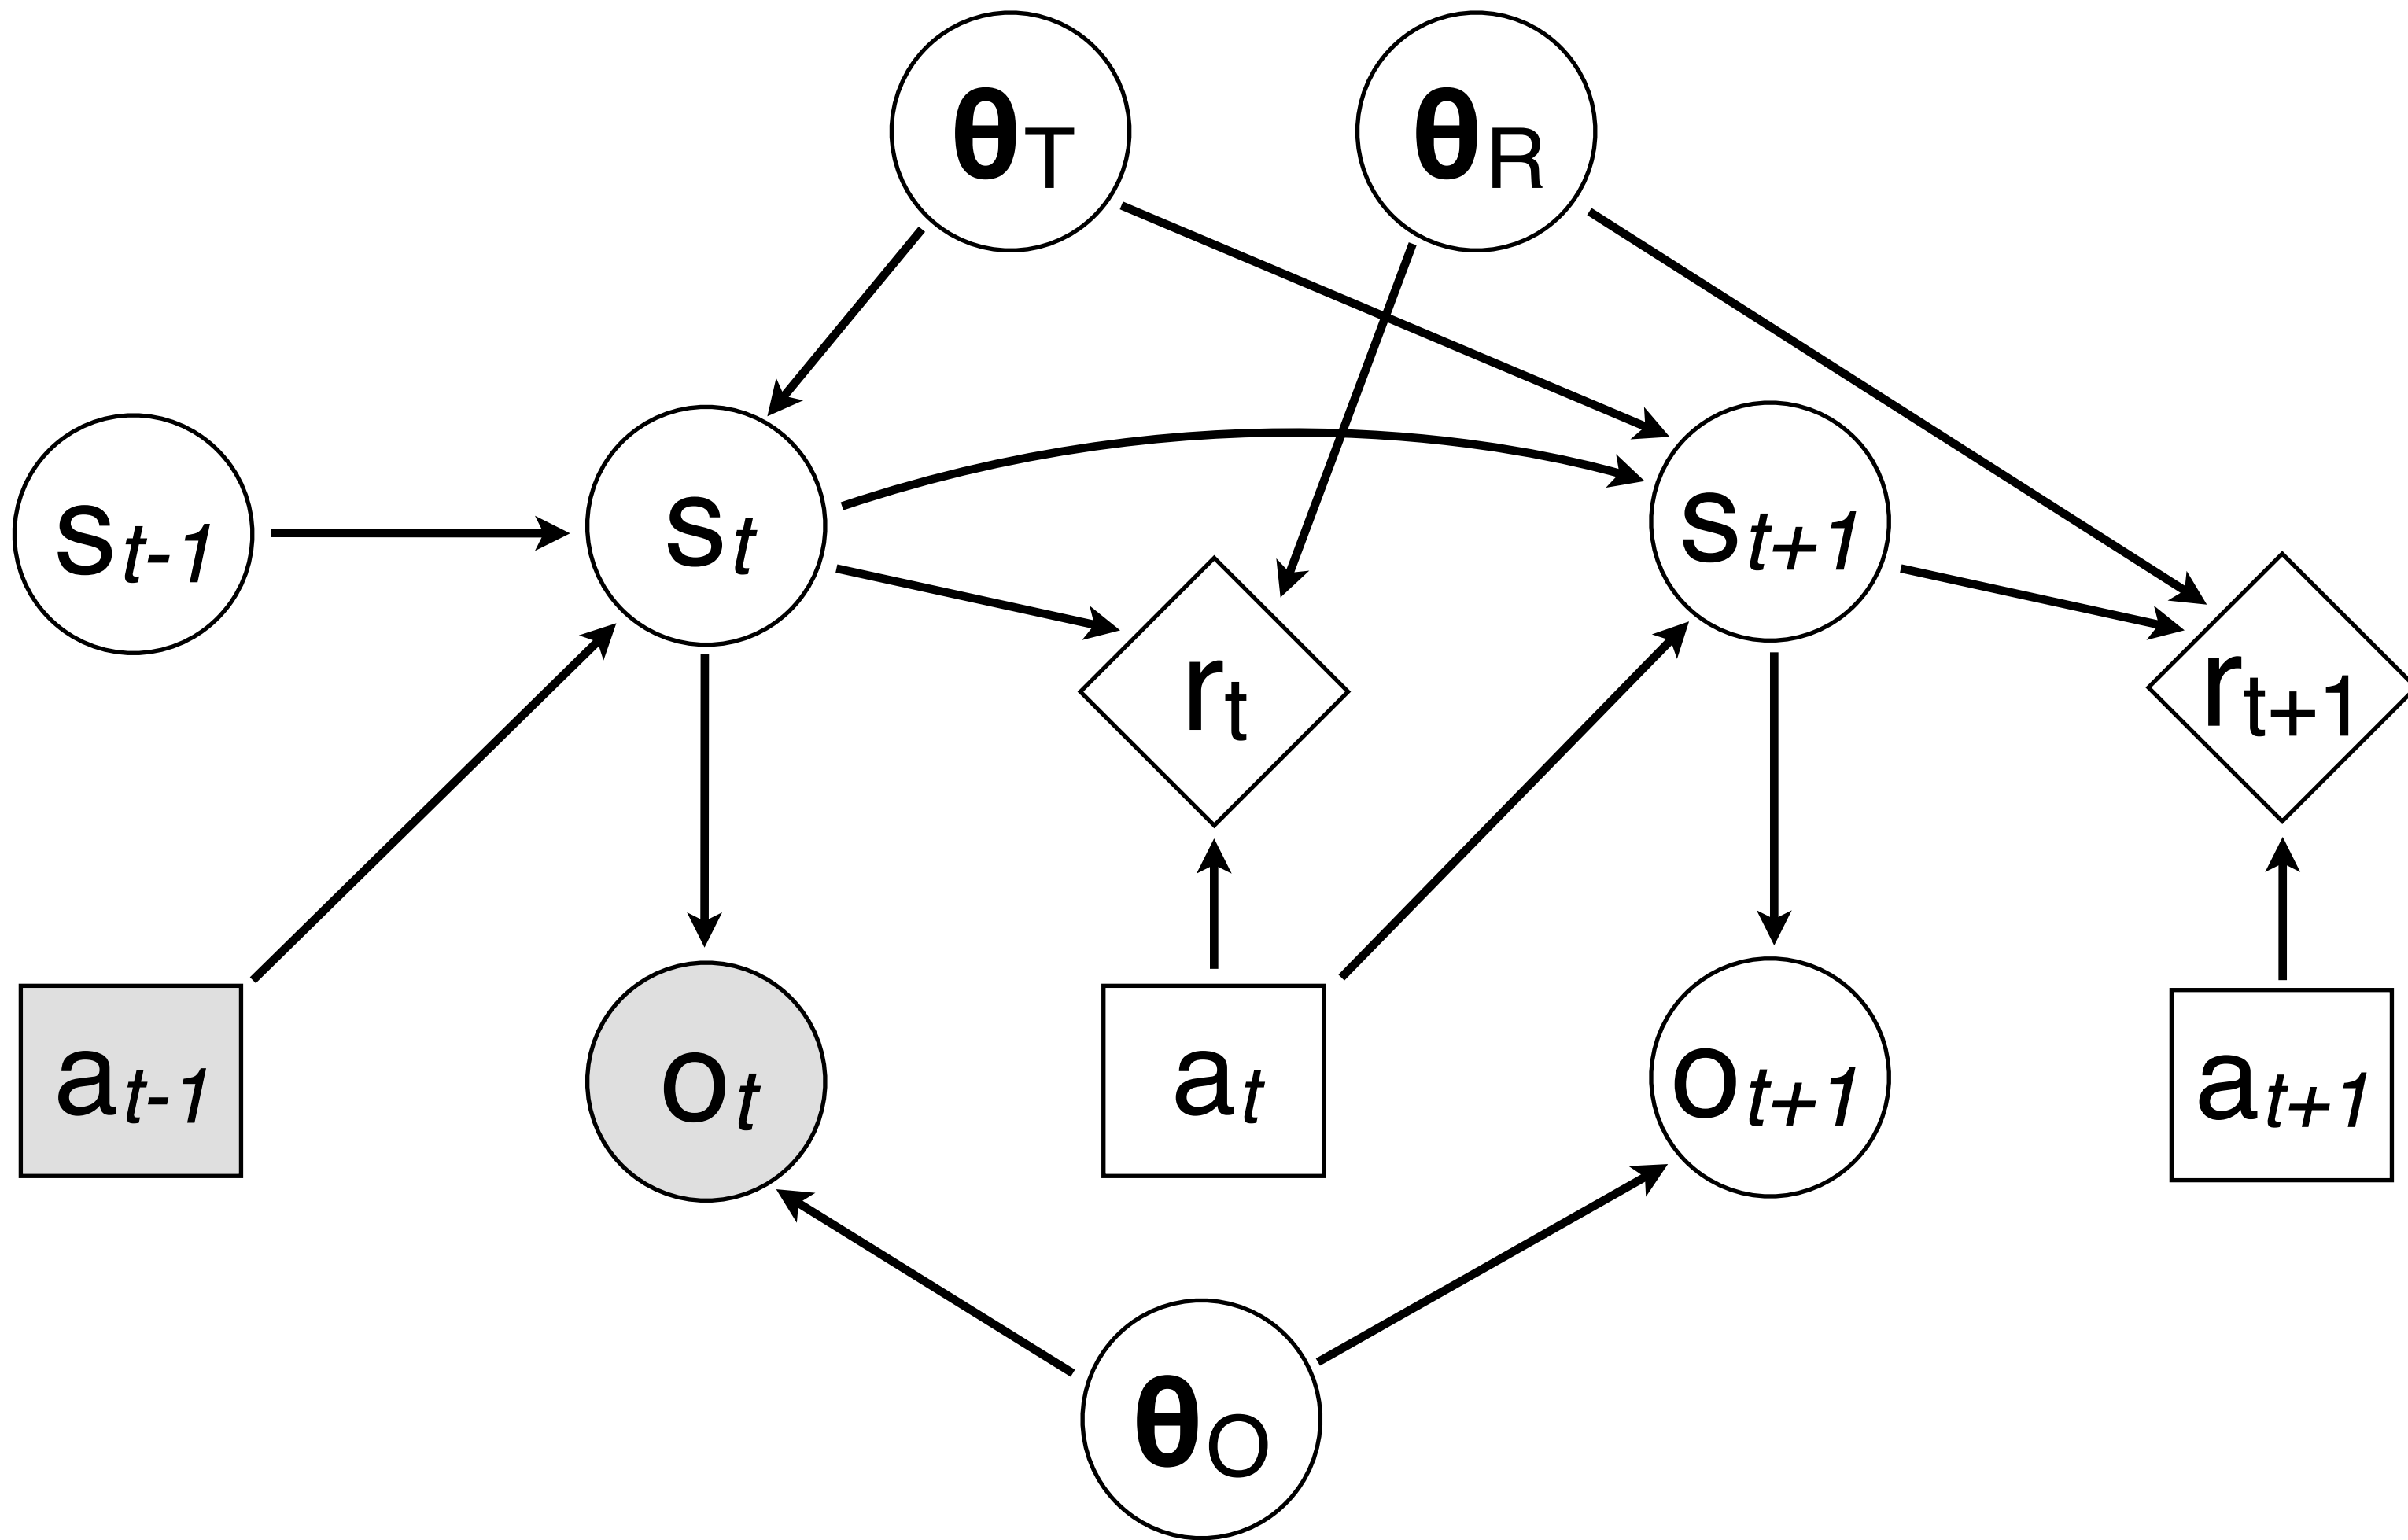 θT
θR
st-1
st
st+1
rt
rt+1
at-1
ot
at
ot+1
at+1
θO